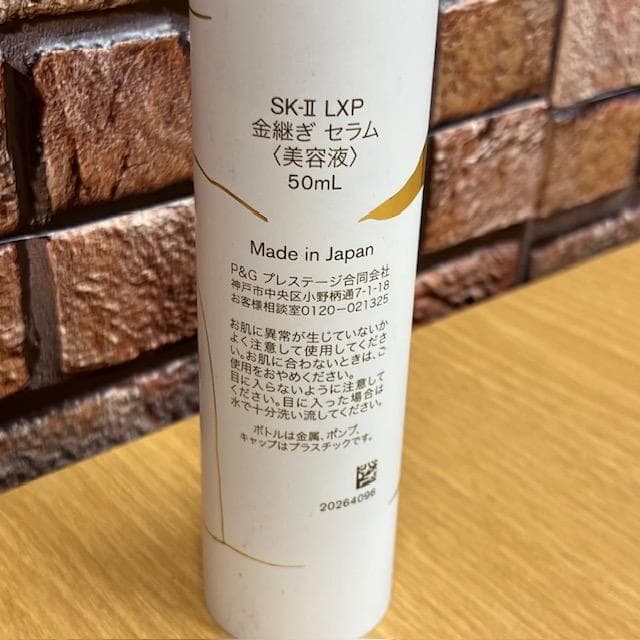 SK-II LXP
金継ぎ セラム
〈美容液〉
50mL
Made in Japan
P&G プレステージ合同会社
神戸市中央区小野柄通7-1-18
お客様相談室0120-021325
お肌に異常が生じていないか
よく注意して使用してくださ
い。お肌に合わないときは、ご
使用をおやめください。
目に入らないように注意して
ください。目に入った場合は
水で十分洗い流してください。
ボトルは金属、ポンプ、
キャップはプラスチックです。
20264096